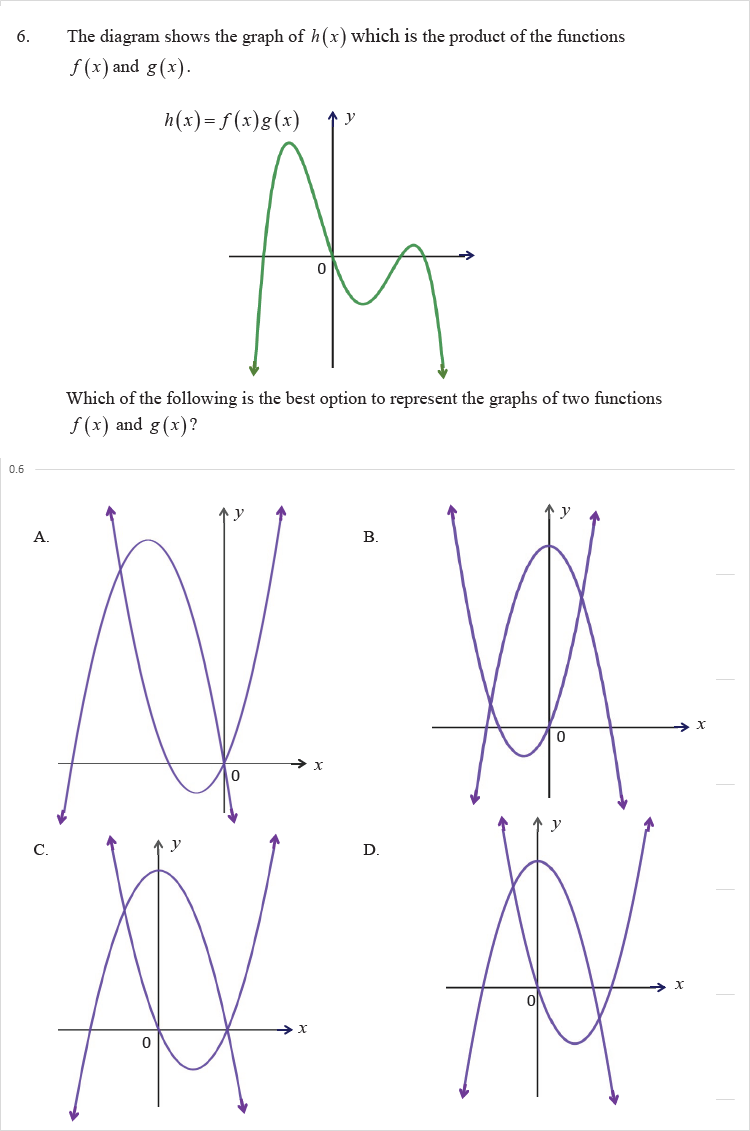 6. The diagram shows the graph of h(x) which is the product of the functions
f(x) and g(x).
h(x) = f(x)g(x)
y
0
Which of the following is the best option to represent the graphs of two functions
f(x) and g(x)?
0.6
A.
y
0
x
B.
y
0
x
C.
y
0
x
D.
y
0
x